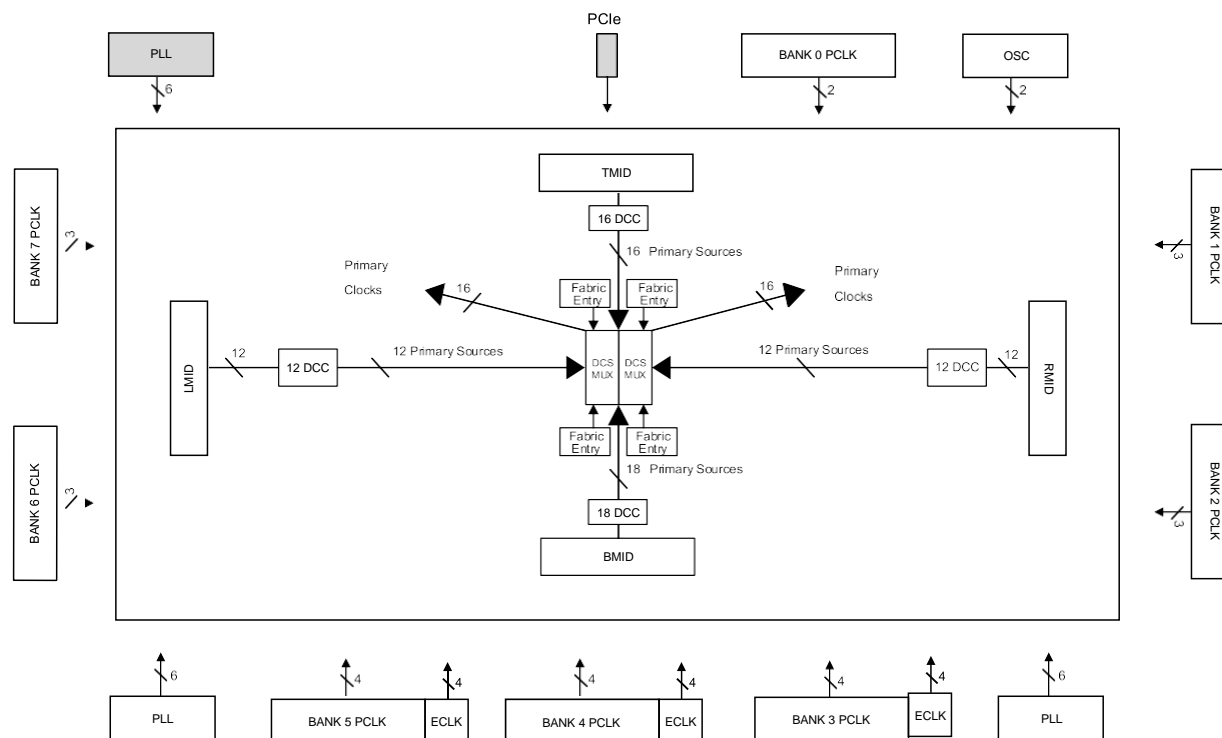 PCIe
PLL
BANK 0 PCLK
OSC
6
2
2
TMID
BANK 7 PCLK
3
BANK 1 PCLK
3
16 DCC
16 Primary Sources
Primary
Clocks
16
Fabric
Entry
Fabric
Entry
16
Primary
Clocks
LMID
12
12 DCC
12 Primary Sources
DCS
MUX
DCS
MUX
12 Primary Sources
12 DCC
12
RMID
Fabric
Entry
Fabric
Entry
18 Primary Sources
BANK 6 PCLK
3
BANK 2 PCLK
3
18 DCC
BMID
6
4
4
4
4
4
4
6
PLL
BANK 5 PCLK
ECLK
BANK 4 PCLK
ECLK
BANK 3 PCLK
ECLK
PLL